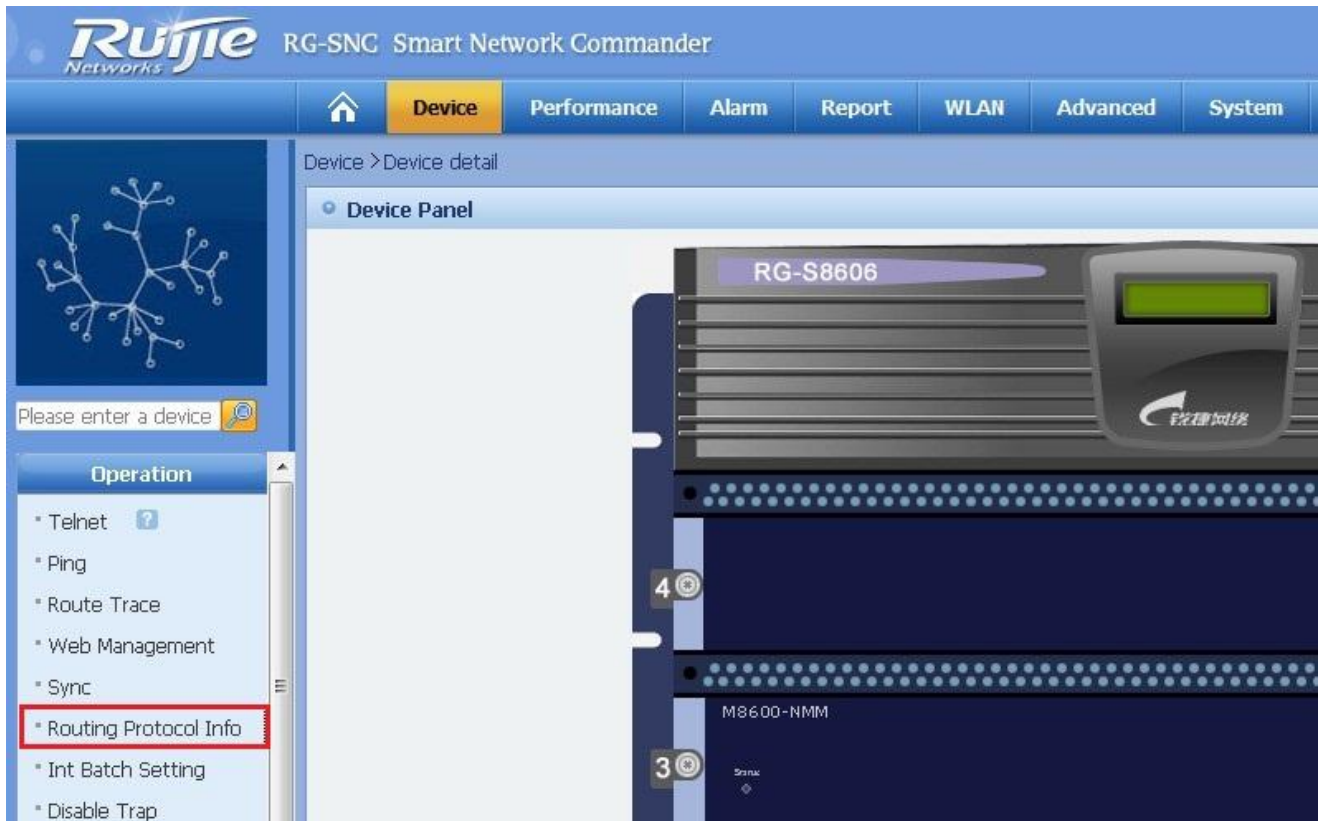 RUIJIE Networks RG-SNC Smart Network Commander
Device Performance Alarm Report WLAN Advanced System
Device >Device detail
Device Panel
RG-S8606
锐捷网络
Please enter a device
Operation
Telnet ?
Ping
Route Trace
Web Management
Sync
Routing Protocol Info
Int Batch Setting
Disable Trap
4
M8600-NMM
3
Status